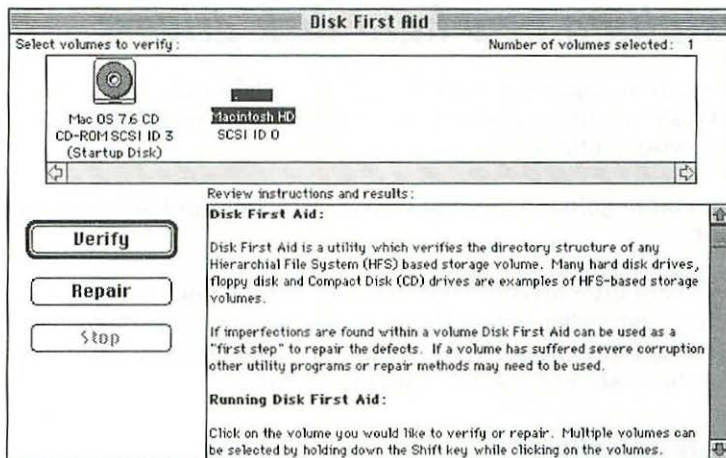 Disk First Aid
Select volumes to verify:
Number of volumes selected: 1
Mac OS 7.6 CD
CD-ROM SCSI ID 3
(Startup Disk)
Macintosh HD
SCSI ID 0
Review instructions and results:
Verify
Repair
Stop
Disk First Aid:
Disk First Aid is a utility which verifies the directory structure of any
Hierarchial File System (HFS) based storage volume. Many hard disk drives,
floppy disk and Compact Disk (CD) drives are examples of HFS-based storage
volumes.
If imperfections are found within a volume Disk First Aid can be used as a
"first step" to repair the defects. If a volume has suffered severe corruption
other utility programs or repair methods may need to be used.
Running Disk First Aid:
Click on the volume you would like to verify or repair. Multiple volumes can
be selected by holding down the Shift key while clicking on the volumes.